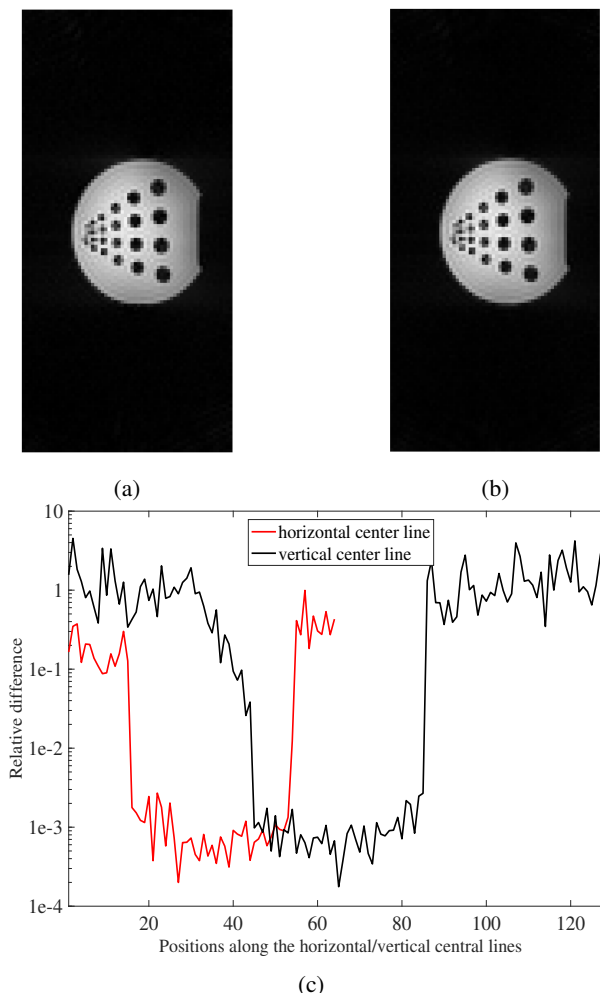 (a)
(b)
10
1
1e-1
1e-2
1e-3
1e-4
Relative difference
horizontal center line
vertical center line
20
40
60
80
100
120
Positions along the horizontal/vertical central lines
(c)